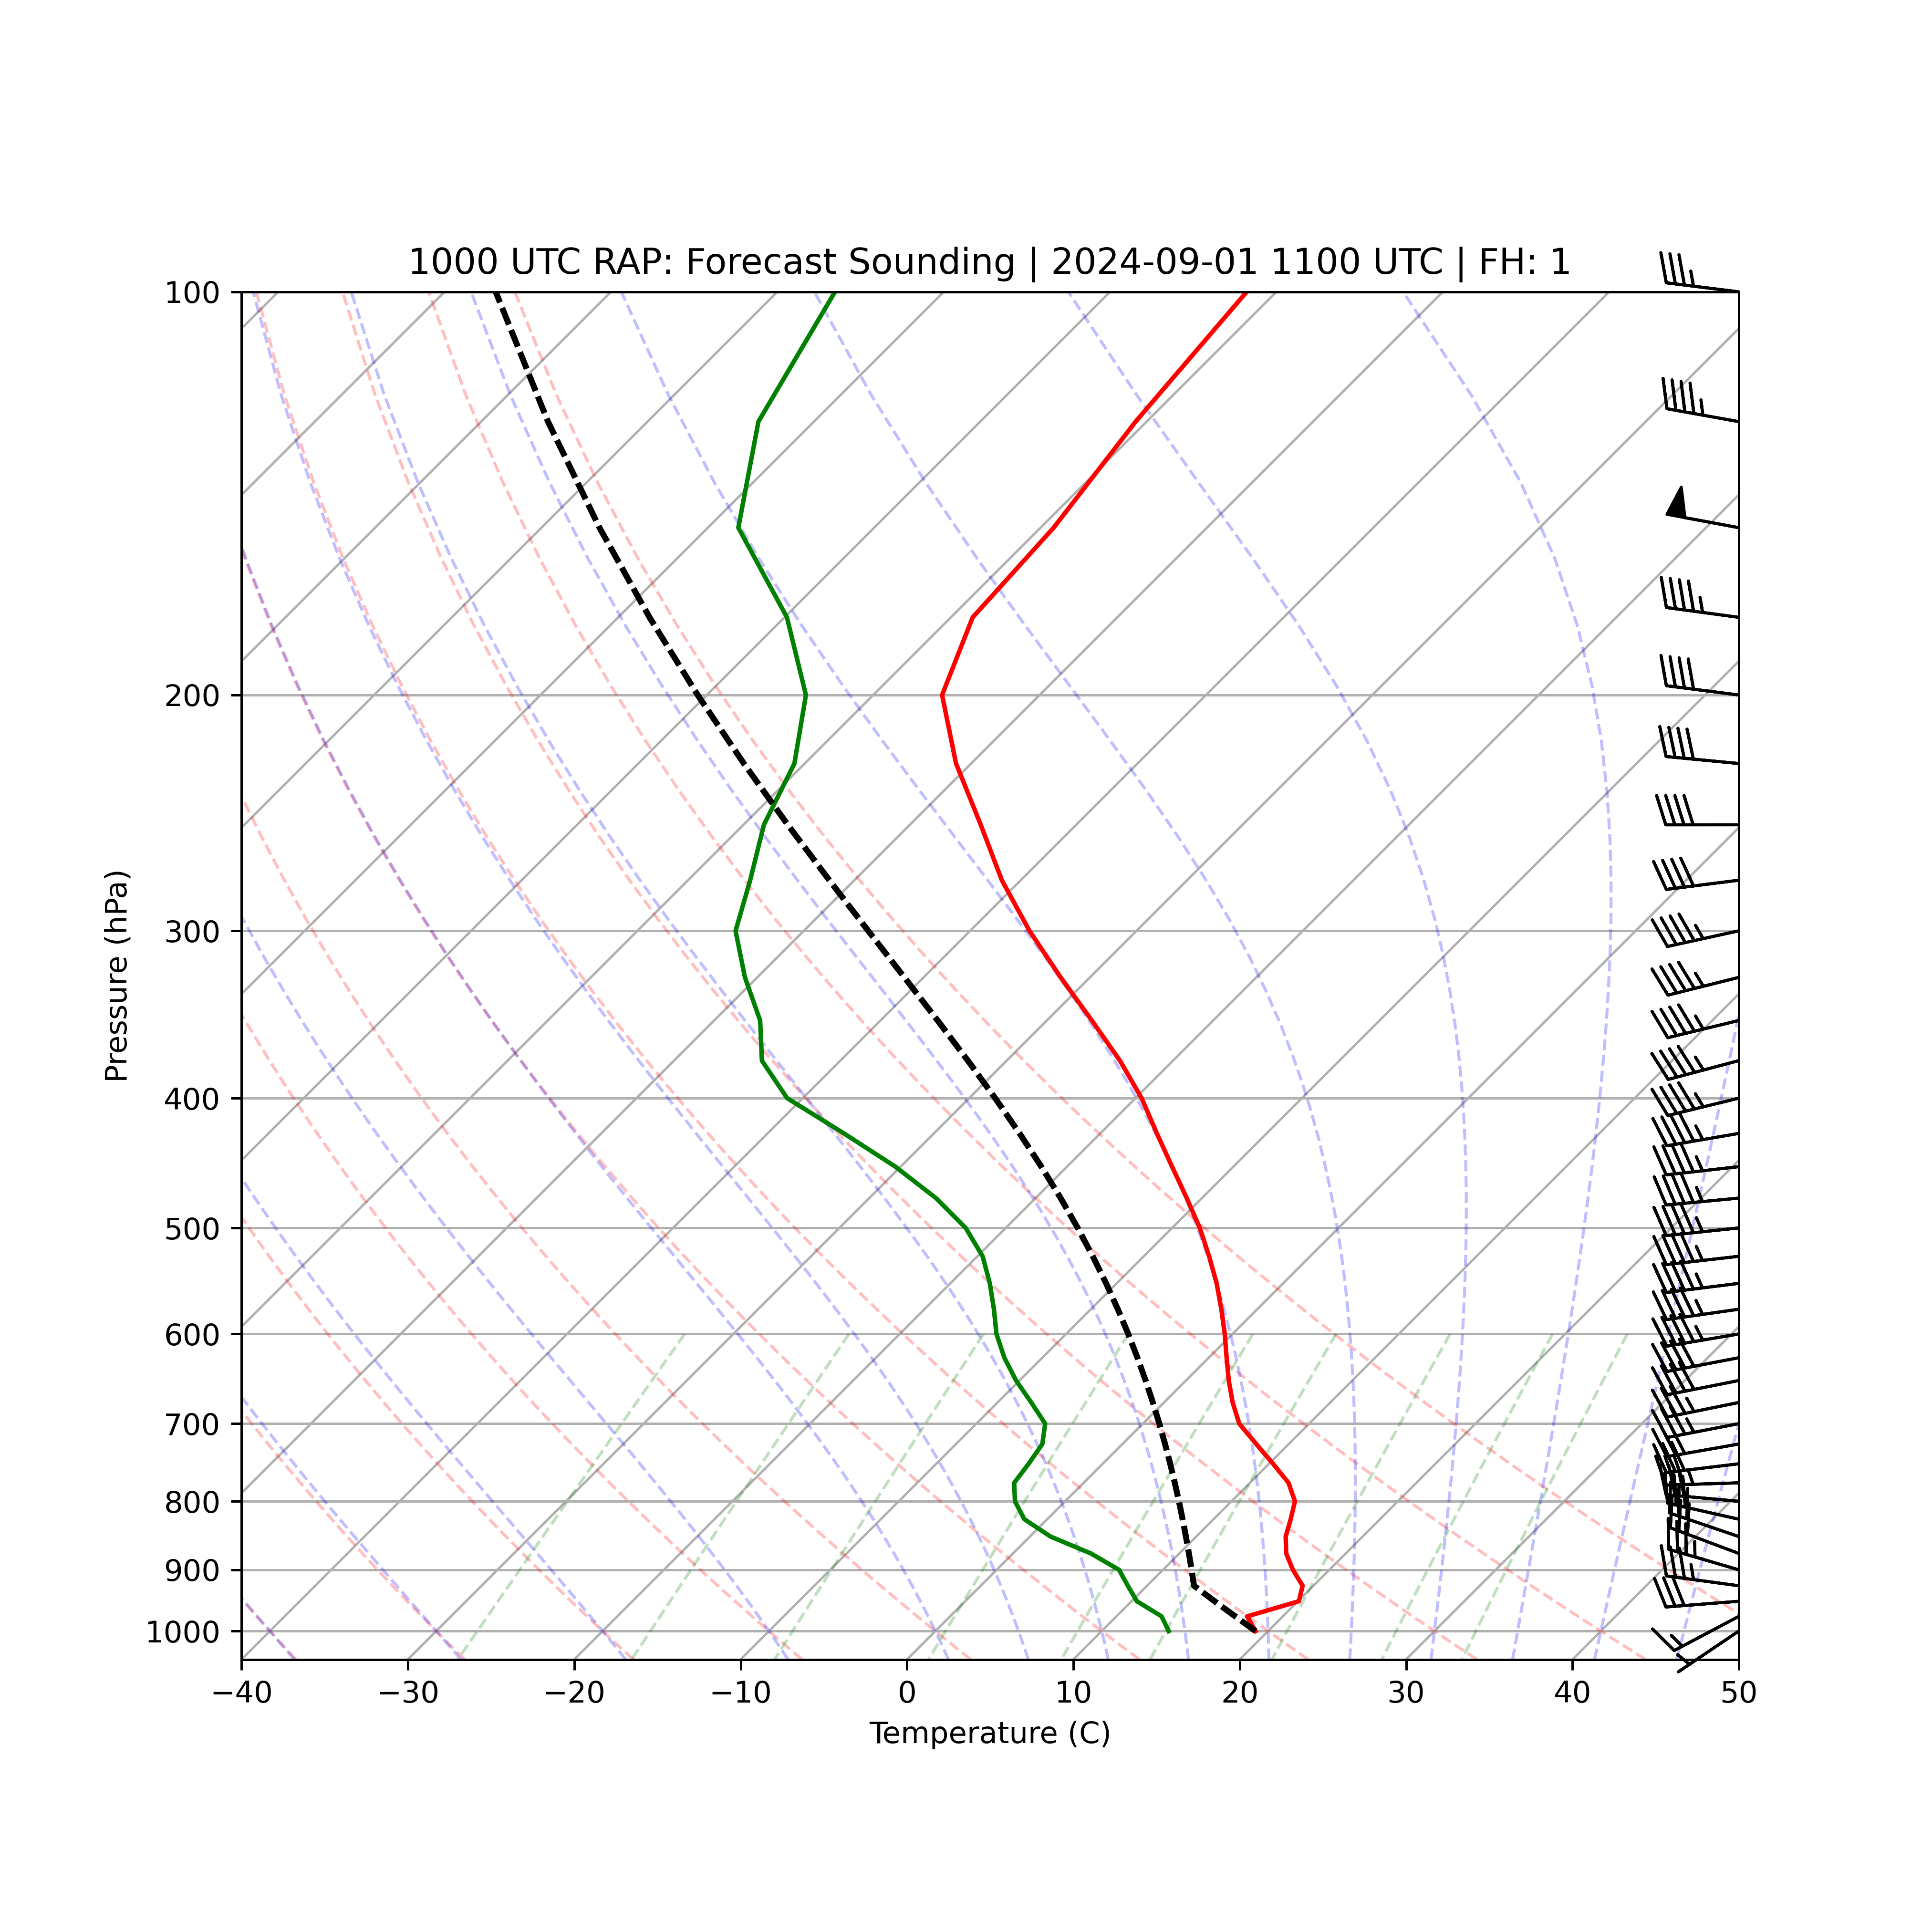 1000 UTC RAP: Forecast Sounding | 2024-09-01 1100 UTC | FH: 1
100
200
300
400
500
600
700
800
900
1000
Pressure (hPa)
−40 −30 −20 −10 0 10 20 30 40 50
Temperature (C)